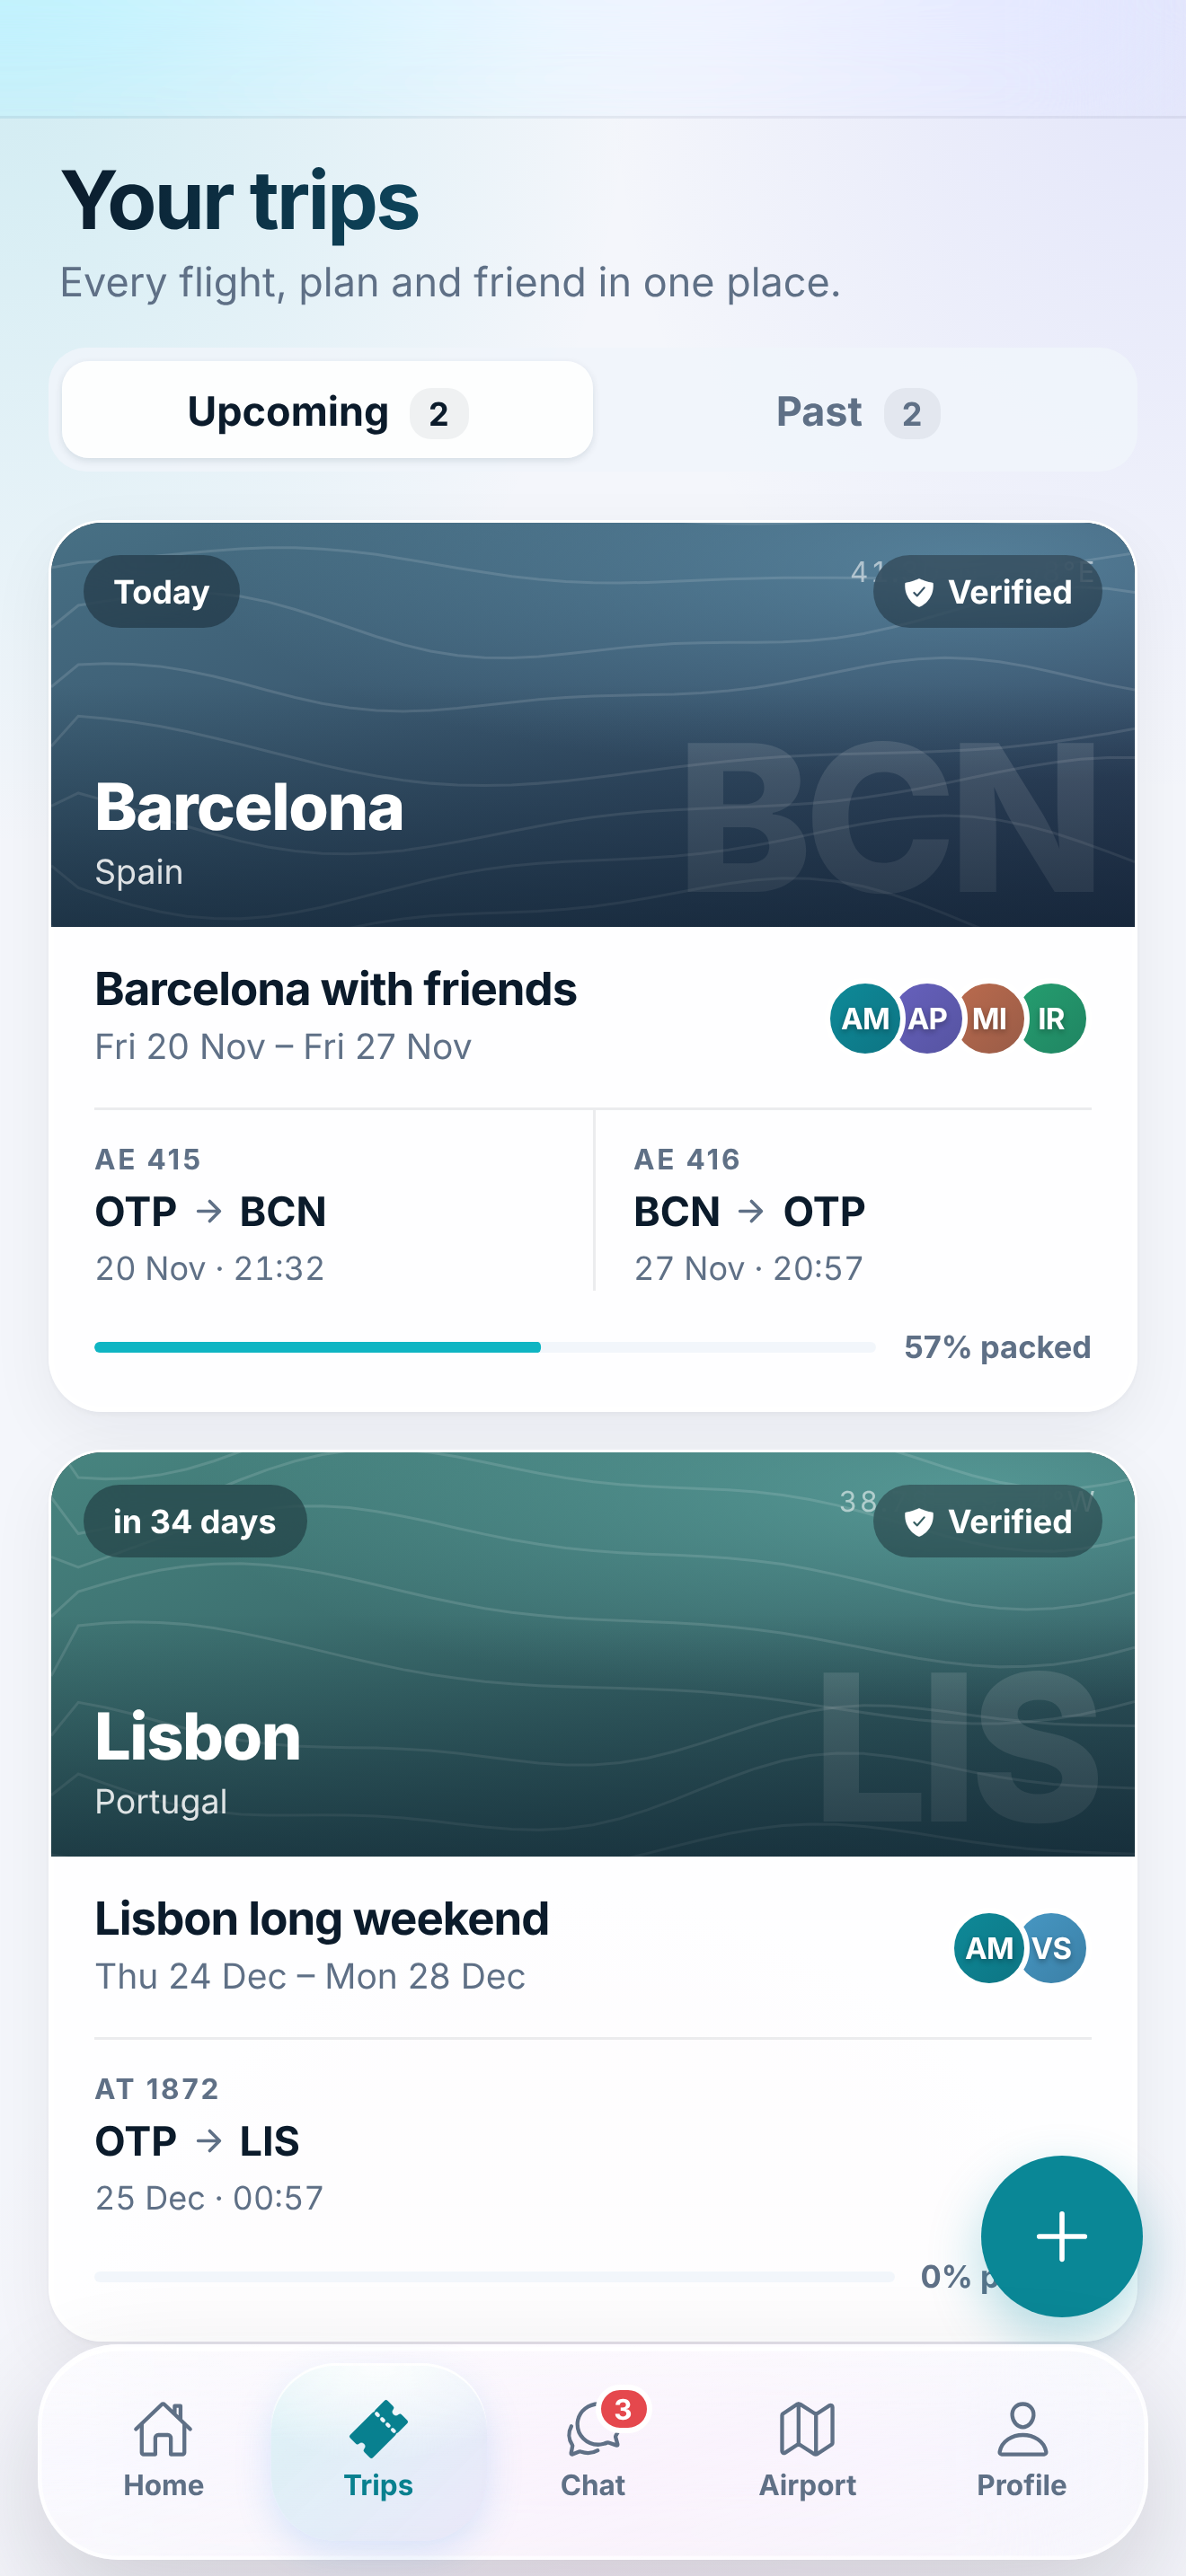 Your trips
Every flight, plan and friend in one place.
Upcoming 2
Past 2
Today
41
E
Verified
BCN
Barcelona
Spain
Barcelona with friends
Fri 20 Nov – Fri 27 Nov
AM AP MI IR
AE 415
OTP → BCN
20 Nov · 21:32
AE 416
BCN → OTP
27 Nov · 20:57
57% packed
in 34 days
38
W
Verified
LIS
Lisbon
Portugal
Lisbon long weekend
Thu 24 Dec – Mon 28 Dec
AM VS
AT 1872
OTP → LIS
25 Dec · 00:57
0% p
3
Home
Trips
Chat
Airport
Profile